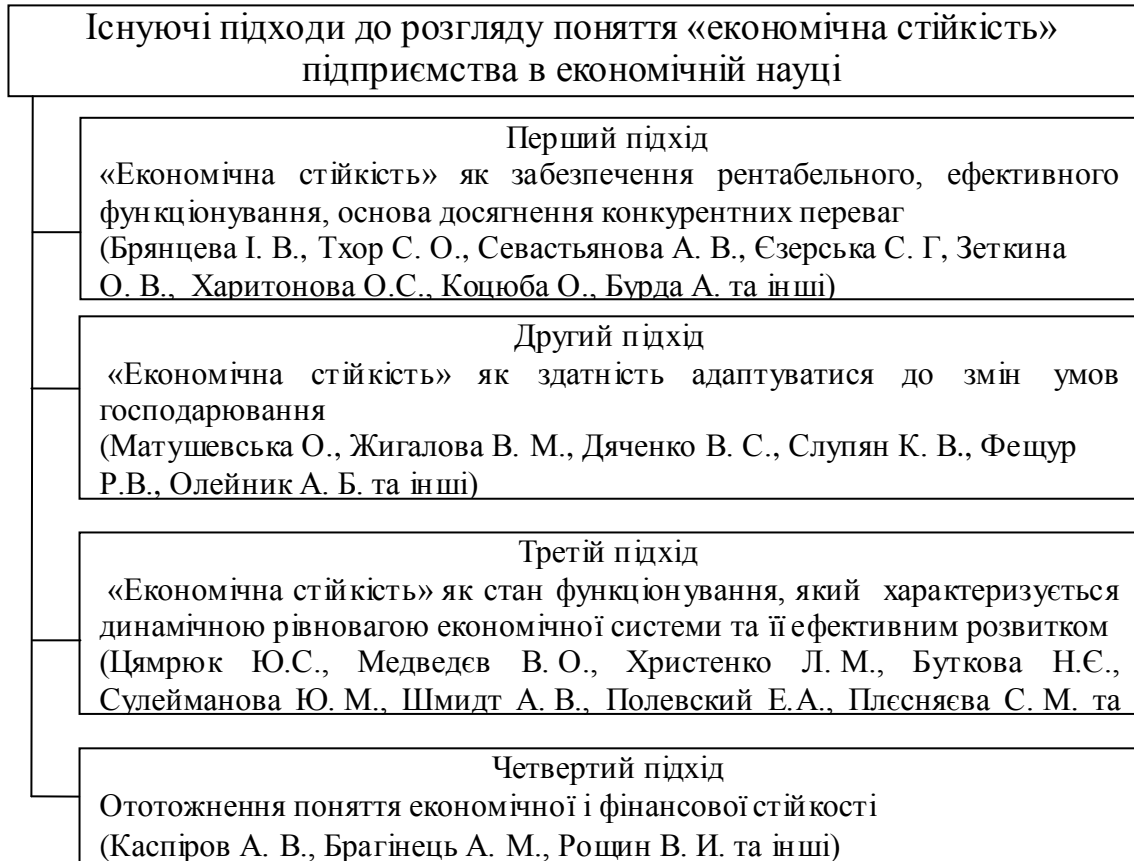 Існуючі підходи до розгляду поняття «економічна стійкість»
підприємства в економічній науці
Перший підхід
«Економічна стійкість» як забезпечення рентабельного, ефективного
функціонування, основа досягнення конкурентних переваг
(Брянцева І. В., Тхор С. О., Севастьянова А. В., Єзерська С. Г, Зеткина
О. В., Харитонова О.С., Коцюба О., Бурда А. та інші)
Другий підхід
«Економічна стійкість» як здатність адаптуватися до змін умов
господарювання
(Матушевська О., Жигалова В. М., Дяченко В. С., Слупян К. В., Фещур
Р.В., Олейник А. Б. та інші)
Третій підхід
«Економічна стійкість» як стан функціонування, який характеризується
динамічною рівновагою економічної системи та її ефективним розвитком
(Цямрюк Ю.С., Медведєв В. О., Христенко Л. М., Буткова Н.Є.,
Сулейманова Ю. М., Шмидт А. В., Полевский Е.А., Плєсняєва С. М. та
Четвертий підхід
Ототожнення поняття економічної і фінансової стійкості
(Каспіров А. В., Брагінець А. М., Рощин В. И. та інші)